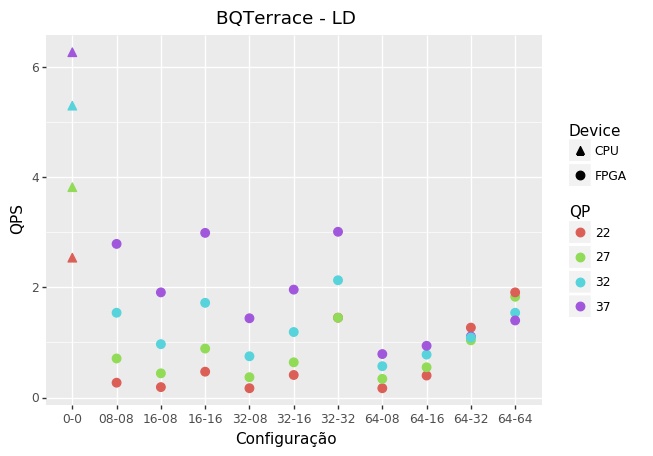 BQTerrace - LD
QPS
6
4
2
0
0-0 08-08 16-08 16-16 32-08 32-16 32-32 64-08 64-16 64-32 64-64
Configuração
Device
CPU
FPGA
QP
22
27
32
37